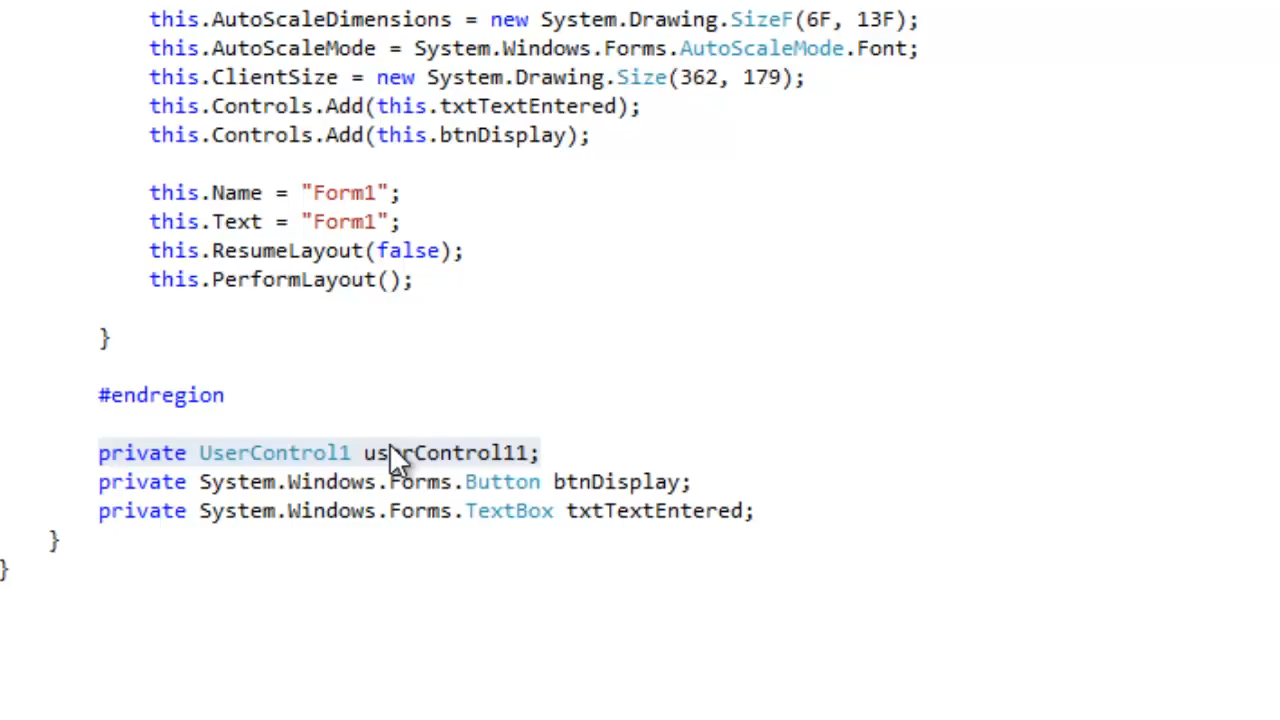 this.AutoScaleDimensions = new System.Drawing.SizeF(6F, 13F);
this.AutoScaleMode = System.Windows.Forms.AutoScaleMode.Font;
this.ClientSize = new System.Drawing.Size(362, 179);
this.Controls.Add(this.txtTextEntered);
this.Controls.Add(this.btnDisplay);
this.Name = "Form1";
this.Text = "Form1";
this.ResumeLayout(false);
this.PerformLayout();
}
#endregion
private UserControl1 userControl11;
private System.Windows.Forms.Button btnDisplay;
private System.Windows.Forms.TextBox txtTextEntered;
}
}